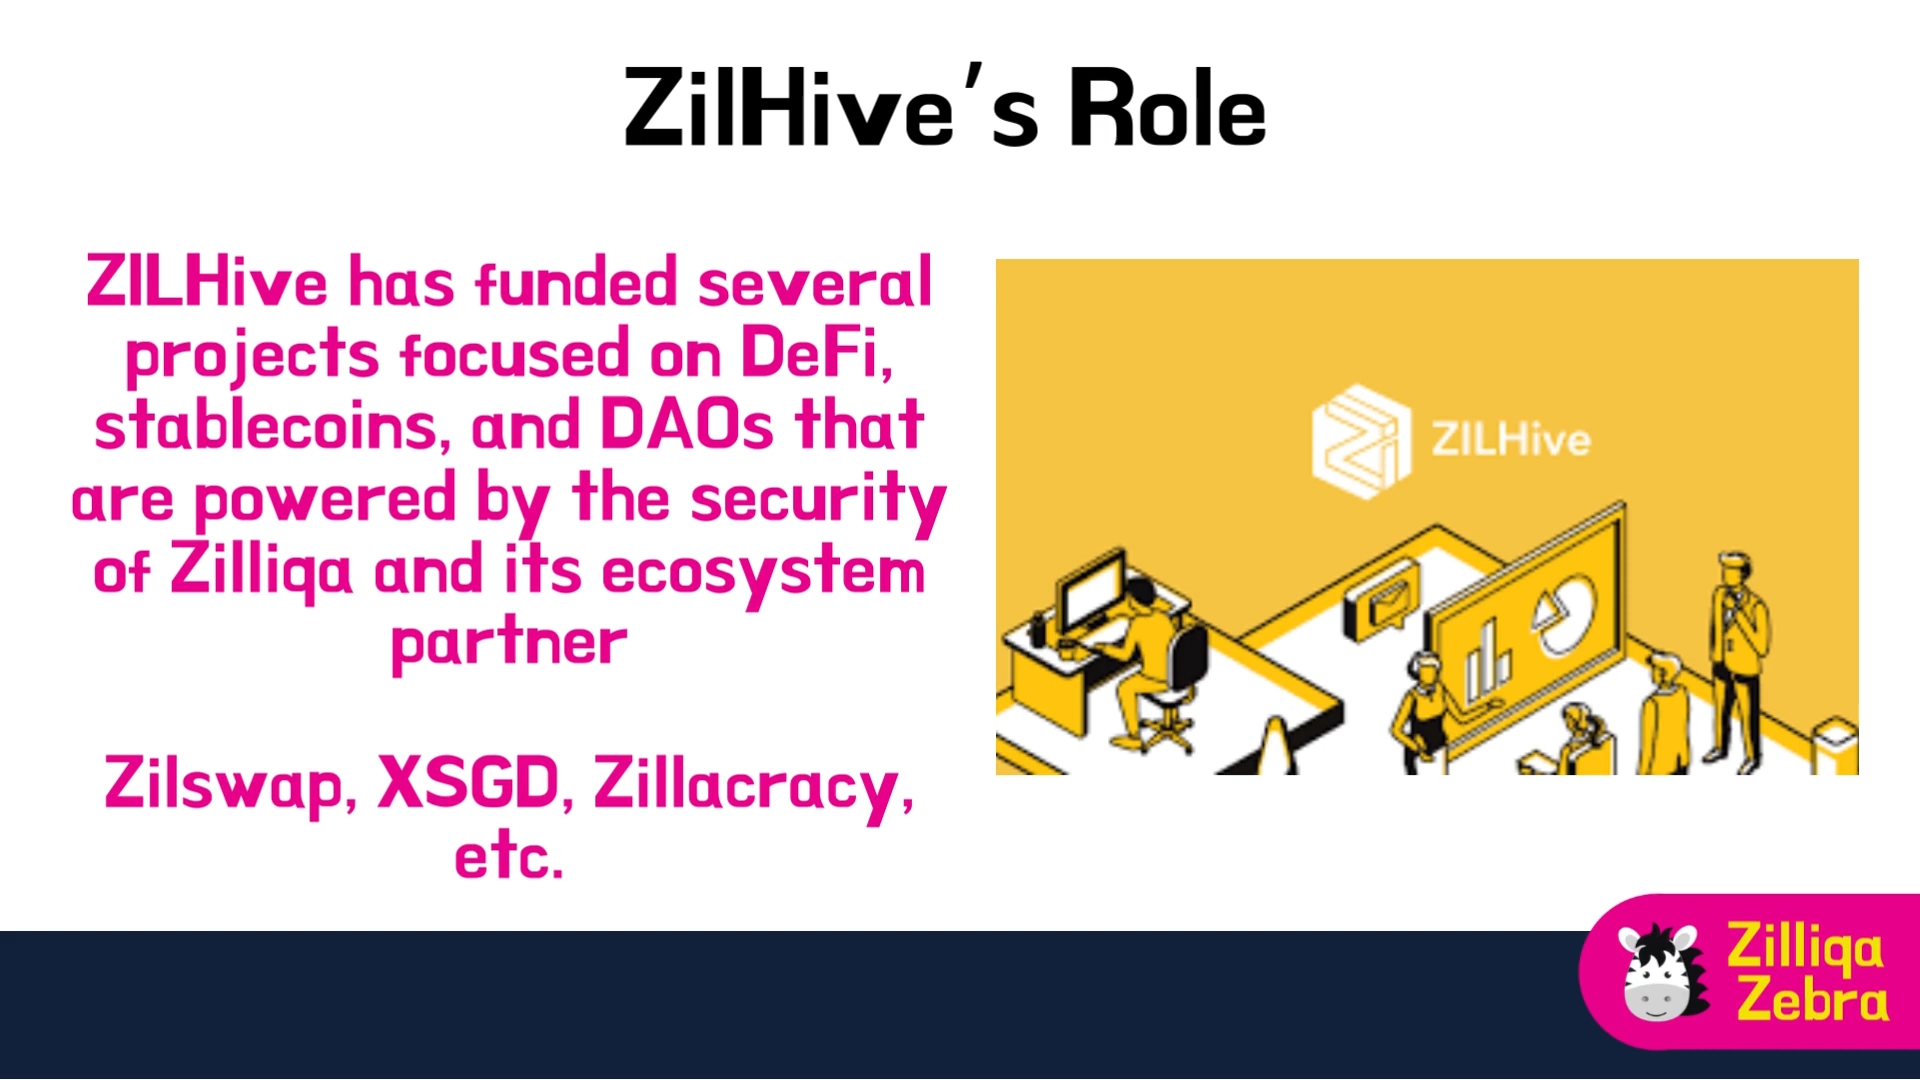 ZilHive's Role
ZILHive has funded several
projects focused on DeFi,
stablecoins, and DAOs that
are powered by the security
of Zilliqa and its ecosystem
partner
Zilswap, XSGD, Zillacracy,
etc.
ZILHive
Zilliqa
Zebra